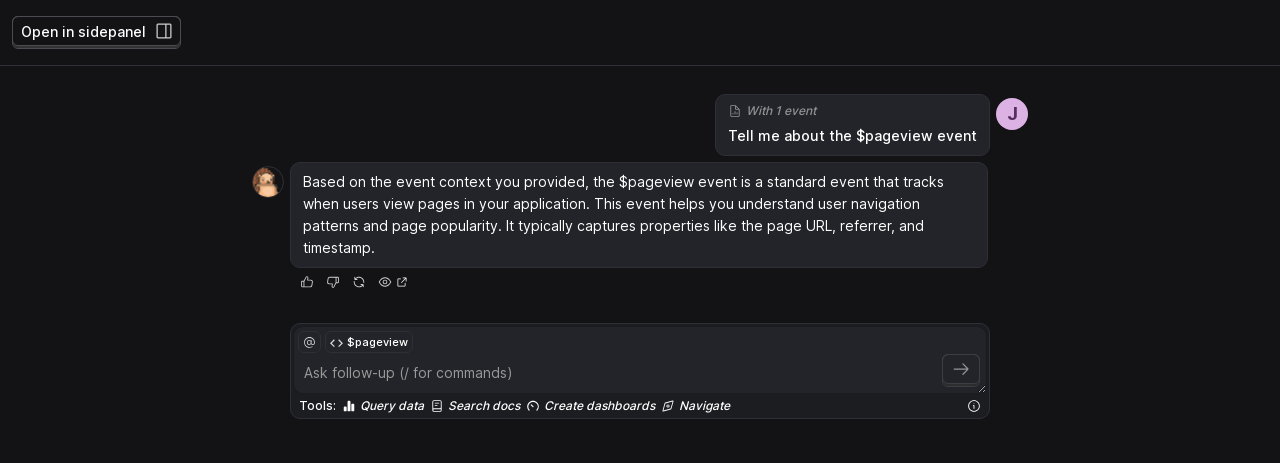 Open in sidepanel
With 1 event
Tell me about the $pageview event
J
Based on the event context you provided, the $pageview event is a standard event that tracks
when users view pages in your application. This event helps you understand user navigation
patterns and page popularity. It typically captures properties like the page URL, referrer, and
timestamp.
@ $pageview
Ask follow-up (/ for commands)
Tools: Query data Search docs Create dashboards Navigate